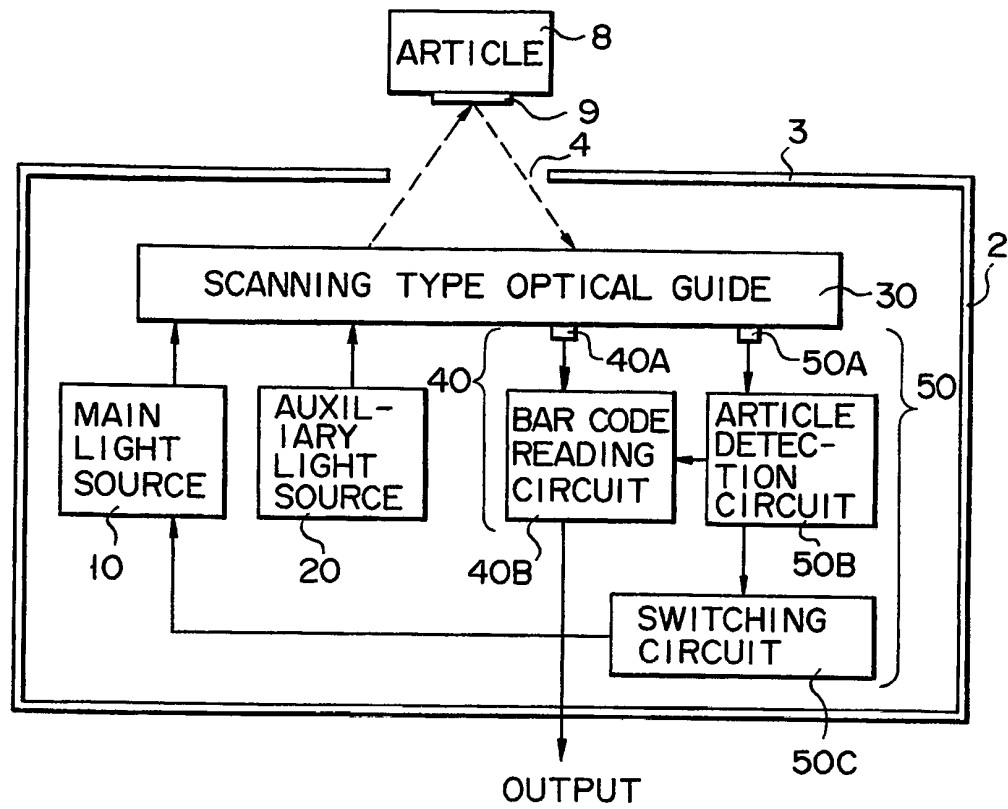 ARTICLE
8
9
4
3
2
SCANNING TYPE OPTICAL GUIDE
30
40
40A
50A
50
MAIN
LIGHT
SOURCE
AUXIL-
IARY
LIGHT
SOURCE
BAR CODE
READING
CIRCUIT
ARTICLE
DETEC-
TION
CIRCUIT
10
20
40B
50B
SWITCHING
CIRCUIT
50C
OUTPUT